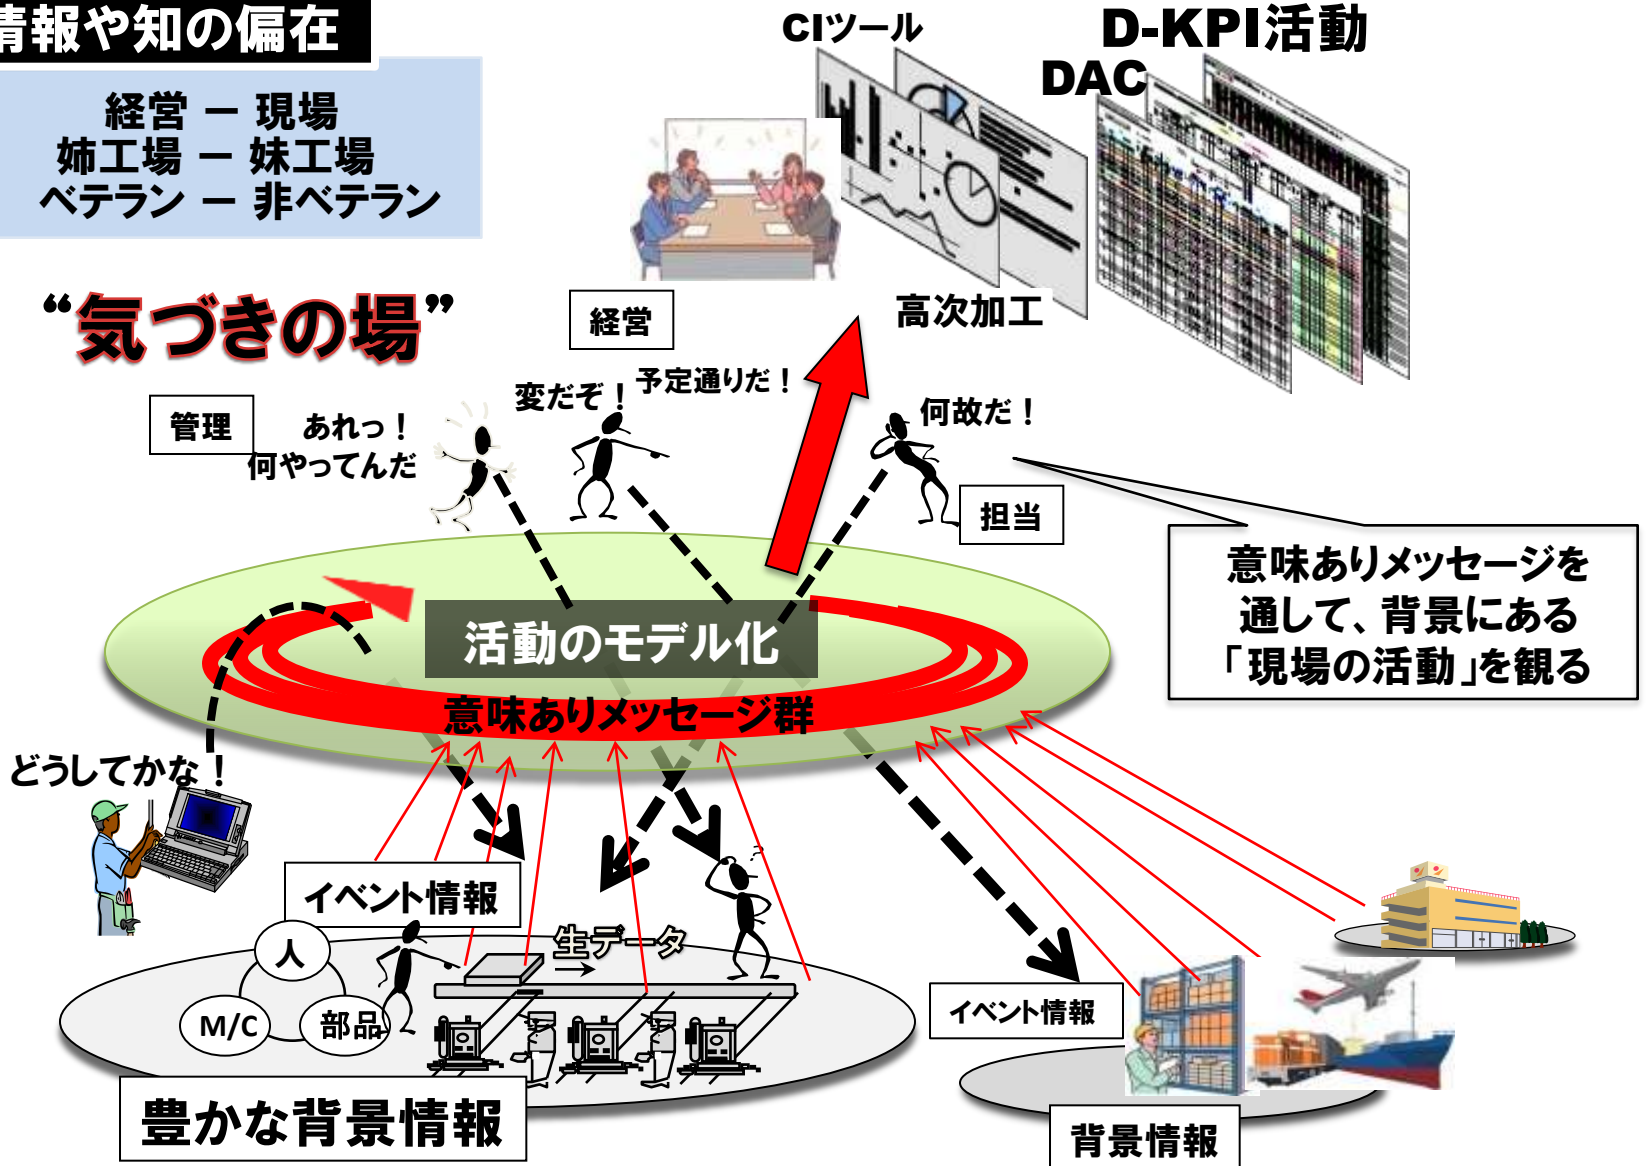 情報や知の偏在
経営 － 現場
姉工場 － 妹工場
ベテラン － 非ベテラン
CIツール
D-KPI活動
DAC
高次加工
“気づきの場”
経営
管理
あれっ！
何やってんだ
変だぞ！
予定通りだ！
何故だ！
担当
意味ありメッセージを
通して、背景にある
「現場の活動」を観る
活動のモデル化
意味ありメッセージ群
どうしてかな！
イベント情報
生データ
人
M/C
部品
豊かな背景情報
イベント情報
背景情報